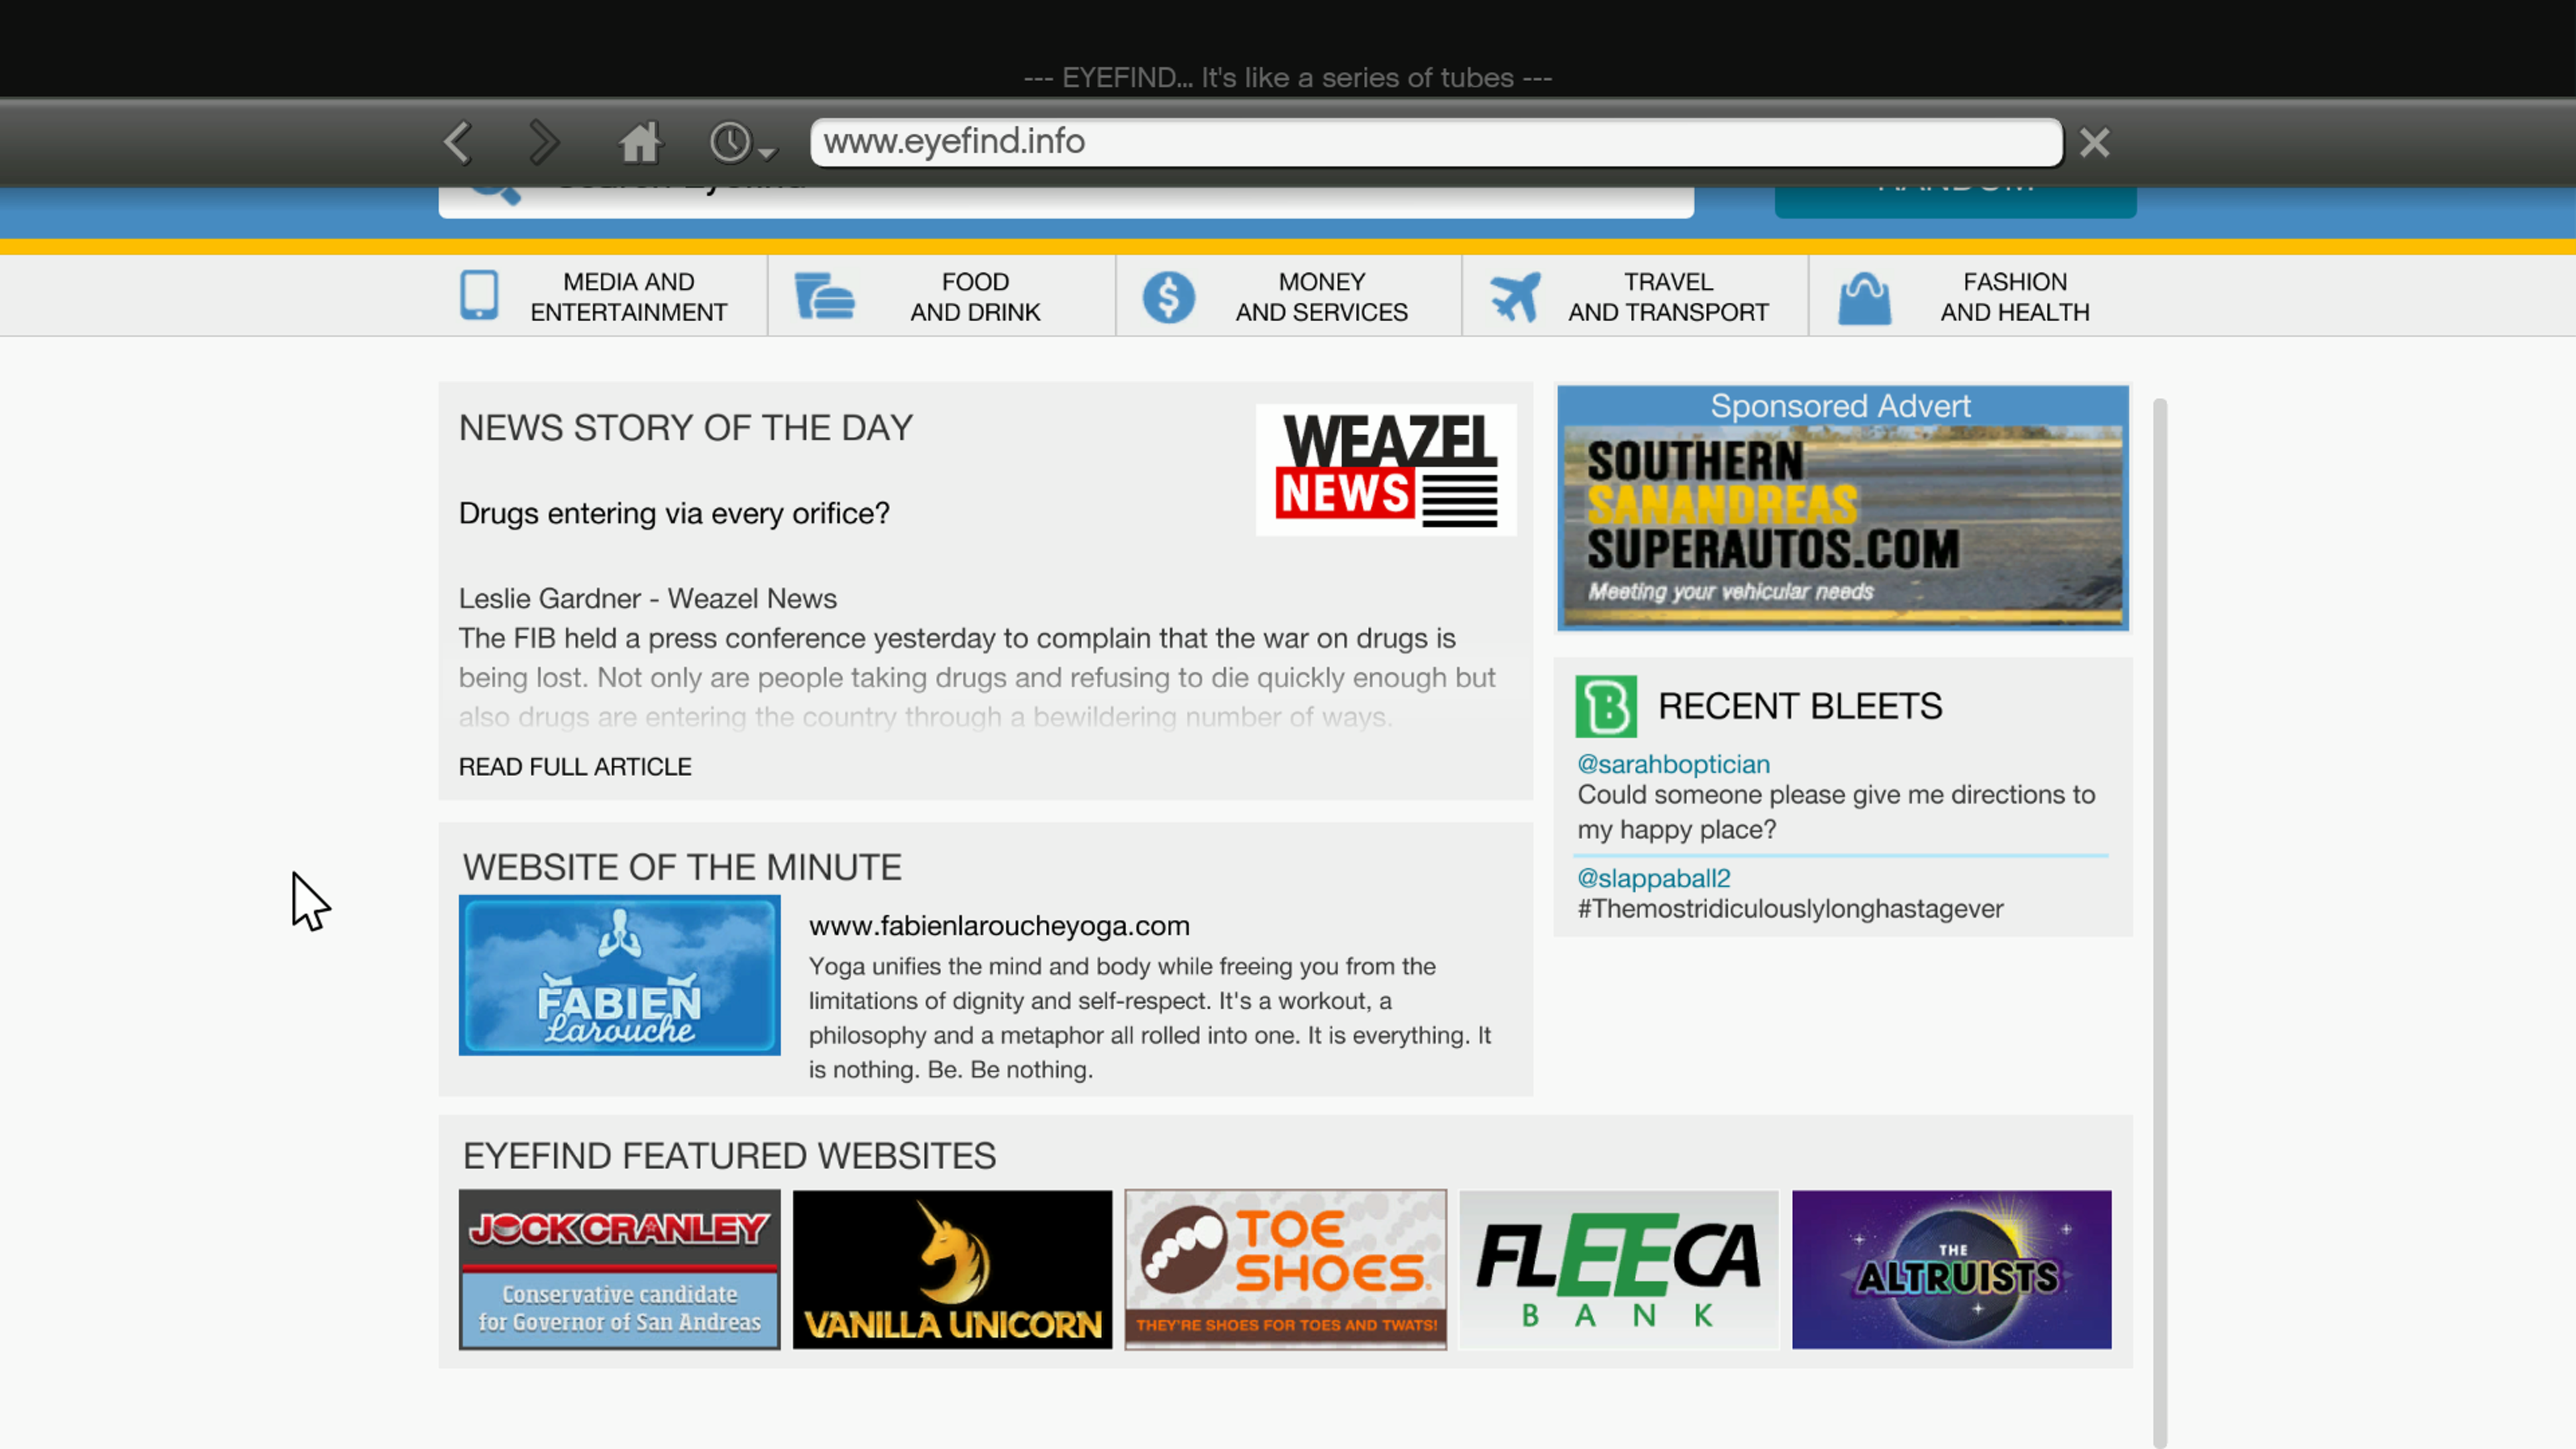 --- EYEFIND... It's like a series of tubes ---
www.eyefind.info
MEDIA AND
ENTERTAINMENT
FOOD
AND DRINK
MONEY
AND SERVICES
TRAVEL
AND TRANSPORT
FASHION
AND HEALTH
NEWS STORY OF THE DAY
WEAZEL
NEWS
Drugs entering via every orifice?
Leslie Gardner - Weazel News
The FIB held a press conference yesterday to complain that the war on drugs is
being lost. Not only are people taking drugs and refusing to die quickly enough but
also drugs are entering the country through a bewildering number of ways.
READ FULL ARTICLE
Sponsored Advert
SOUTHERN
SANANDREAS
SUPERAUTOS.COM
Meeting your vehicular needs
B RECENT BLEETS
@sarahboptician
Could someone please give me directions to
my happy place?
@slappaball2
#Themostridiculouslylonghastagever
WEBSITE OF THE MINUTE
FABIEN
Larouche
www.fabienlaroucheyoga.com
Yoga unifies the mind and body while freeing you from the
limitations of dignity and self-respect. It's a workout, a
philosophy and a metaphor all rolled into one. It is everything. It
is nothing. Be. Be nothing.
EYEFIND FEATURED WEBSITES
JOCK CRANLEY
Conservative candidate
for Governor of San Andreas
VANILLA UNICORN
TOE
SHOES
THEY'RE SHOES FOR TOES AND TWATS!
FLEECA
BANK
THE
ALTRUISTS